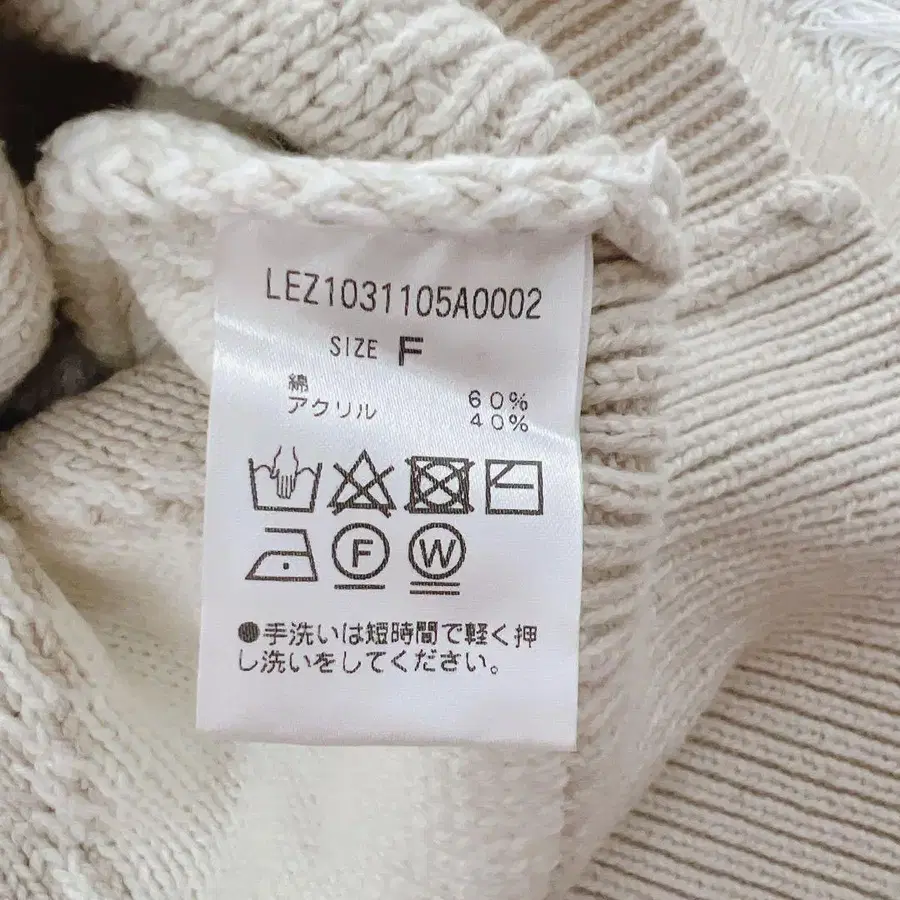 LEZ1031105A0002
SIZE F
綿 60%
アクリル 40%
F W
●手洗いは短時間で軽く押
し洗いをしてください。